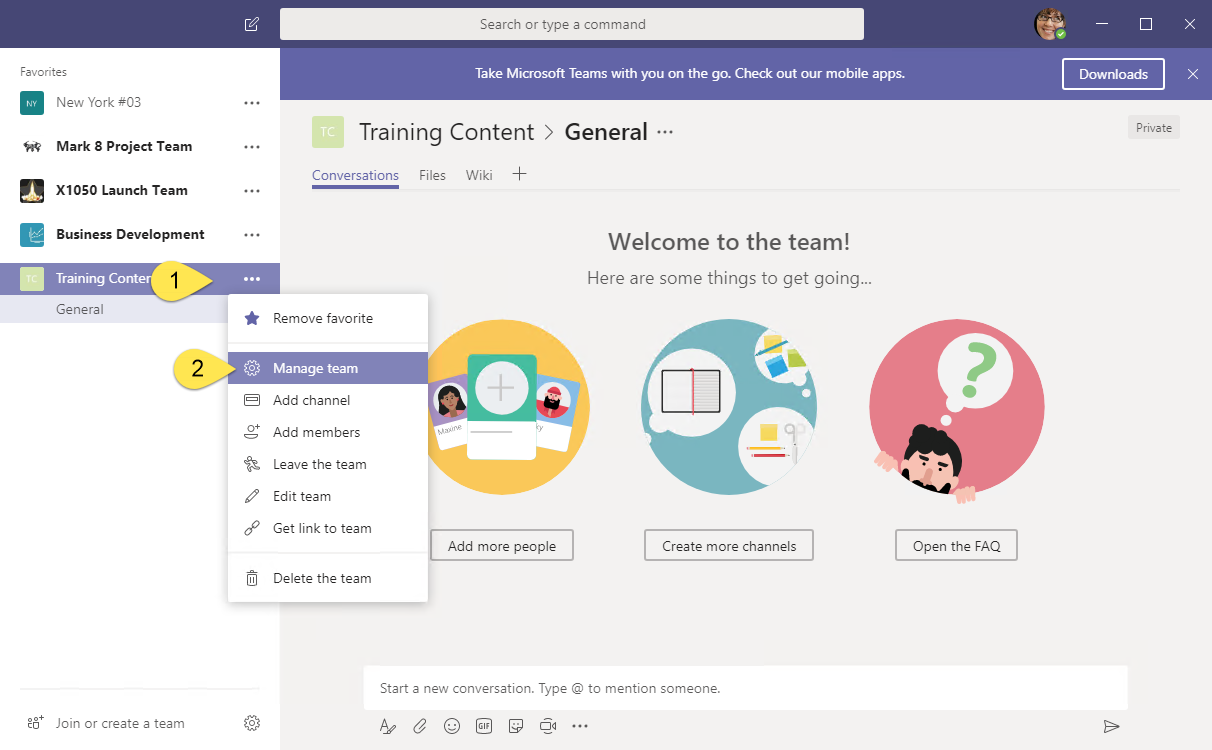 Search or type a command
Take Microsoft Teams with you on the go. Check out our mobile apps.
Downloads
Favorites
NY
New York #03
Mark 8 Project Team
X1050 Launch Team
Business Development
TC
Training Conter
1
General
Remove favorite
2
Manage team
Add channel
Add members
Leave the team
Edit team
Get link to team
Delete the team
Join or create a team
TC
Training Content > General
Private
Conversations
Files
Wiki
Welcome to the team!
Here are some things to get going...
Maxine
ky
?
Add more people
Create more channels
Open the FAQ
Start a new conversation. Type @ to mention someone.
GIF